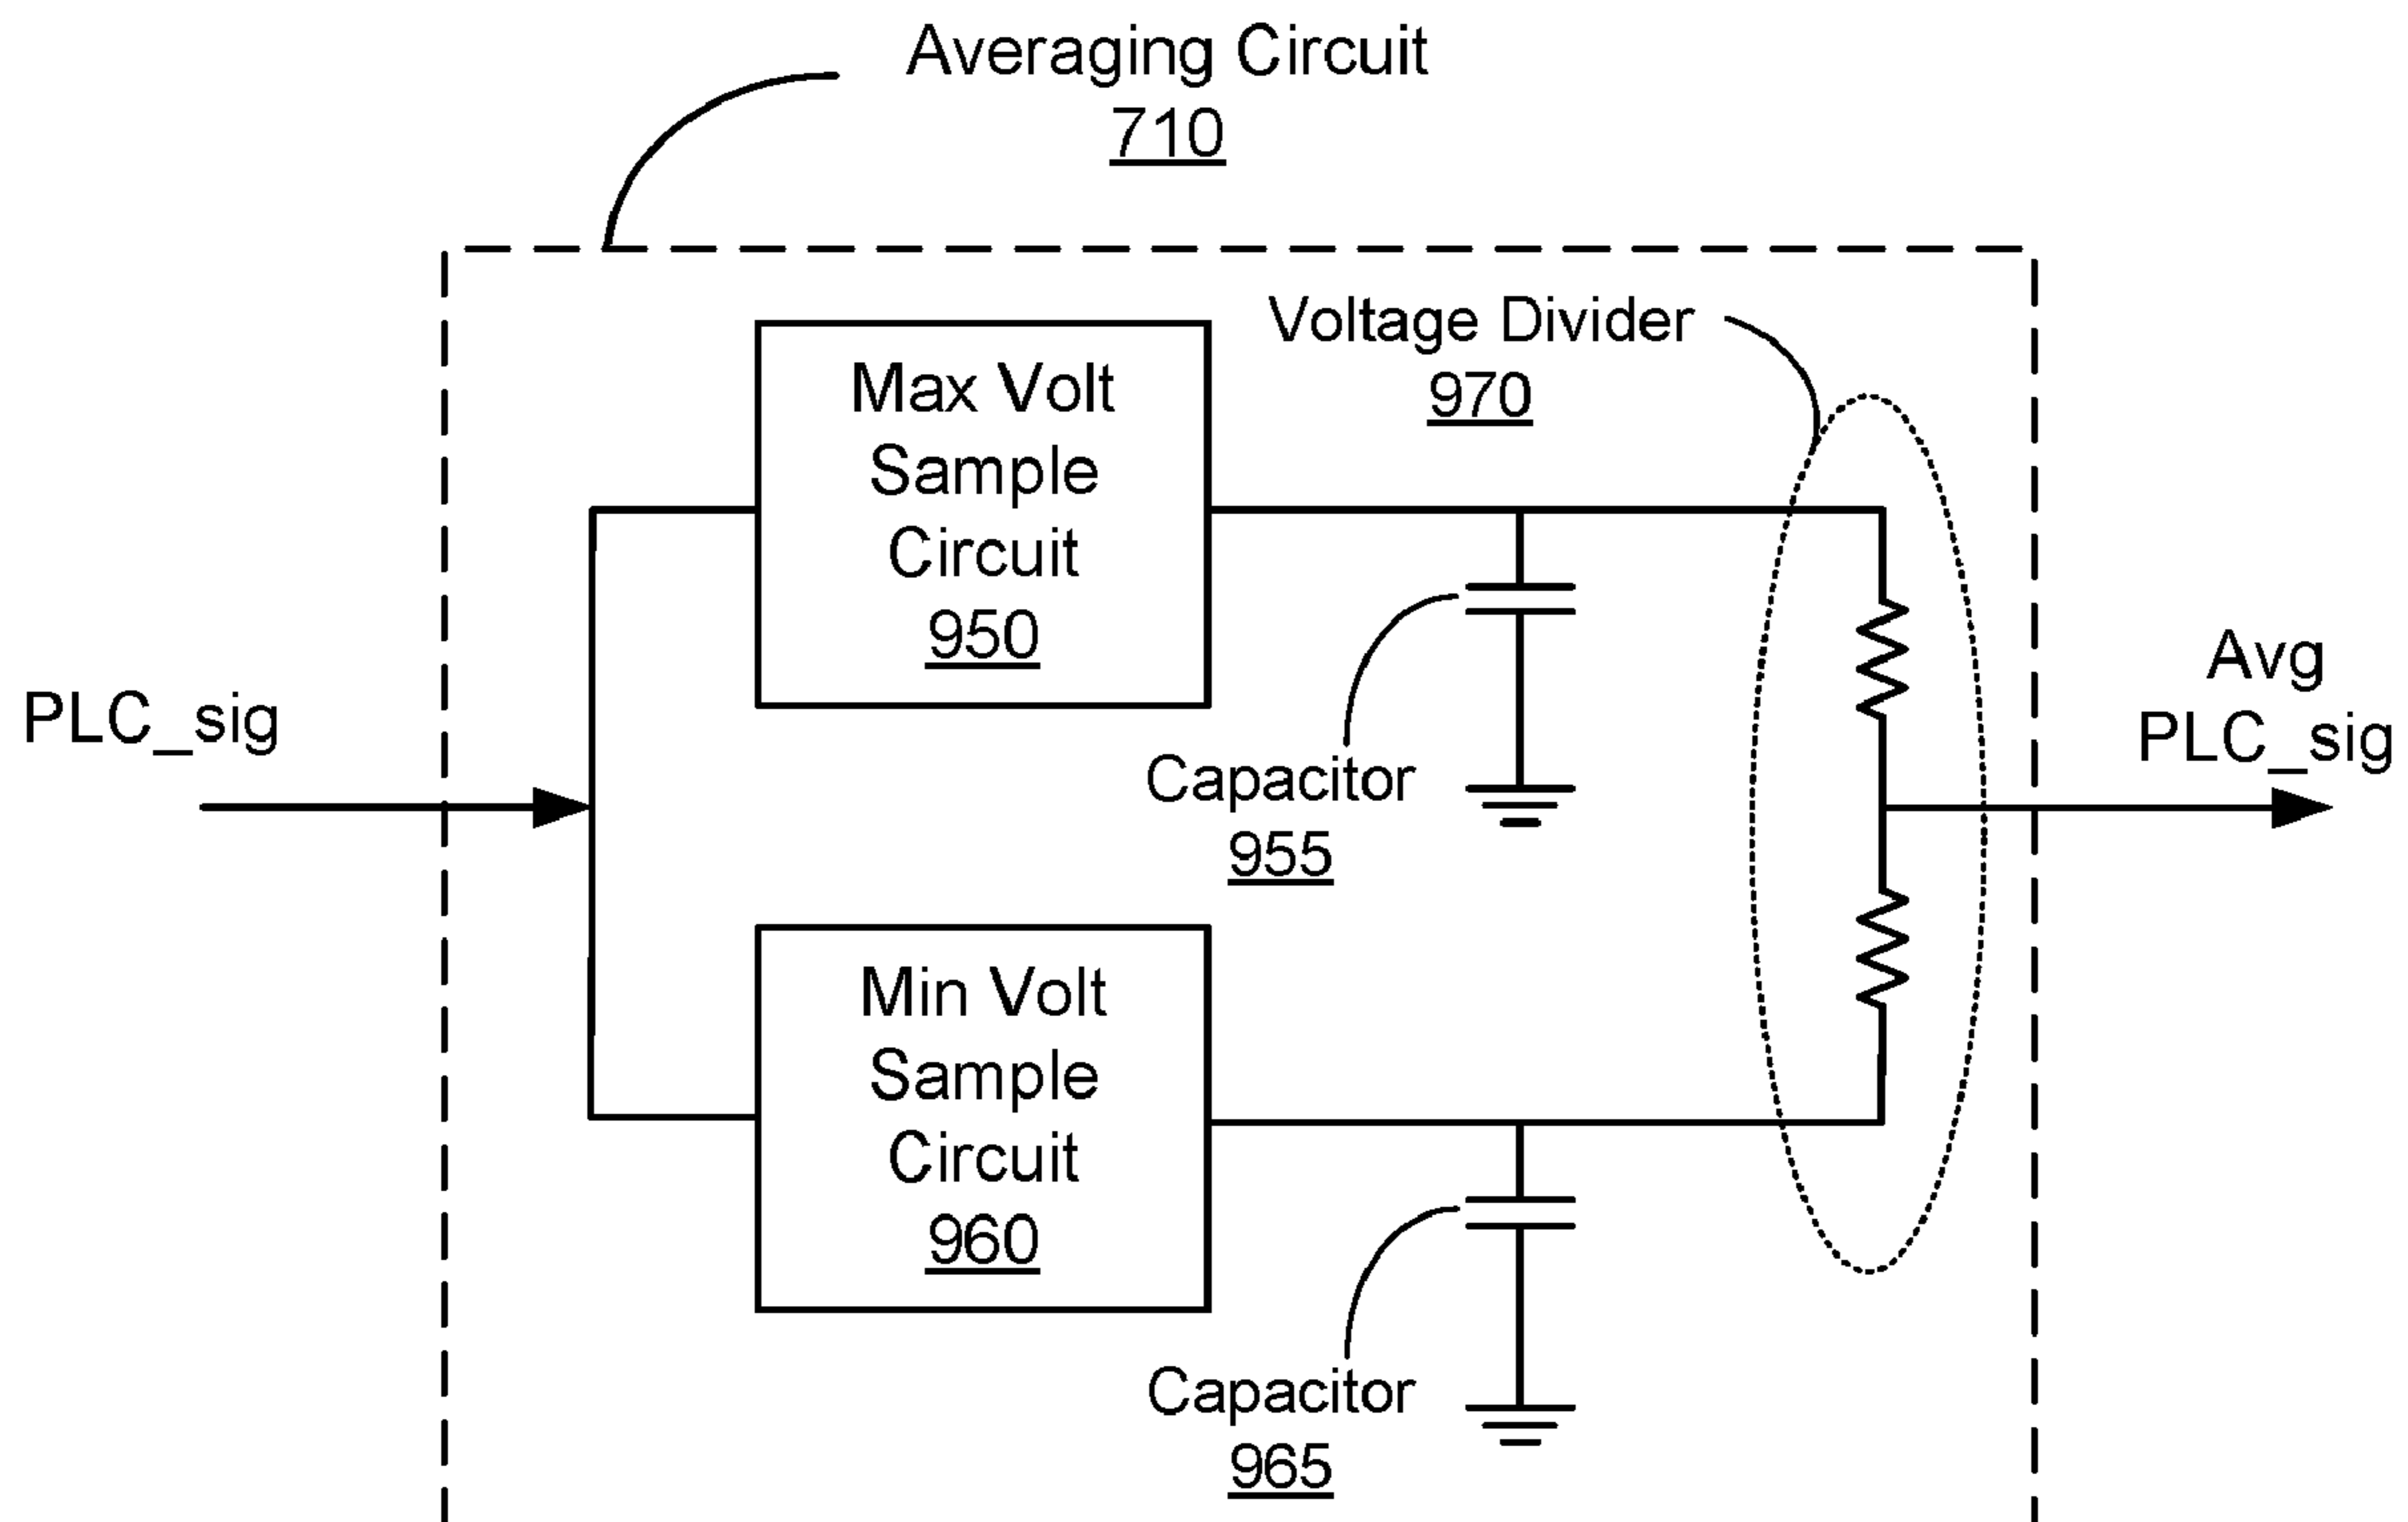 Averaging Circuit
710
Voltage Divider
970
Max Volt
Sample
Circuit
950
PLC_sig
Capacitor
955
Avg
PLC_sig
Min Volt
Sample
Circuit
960
Capacitor
965